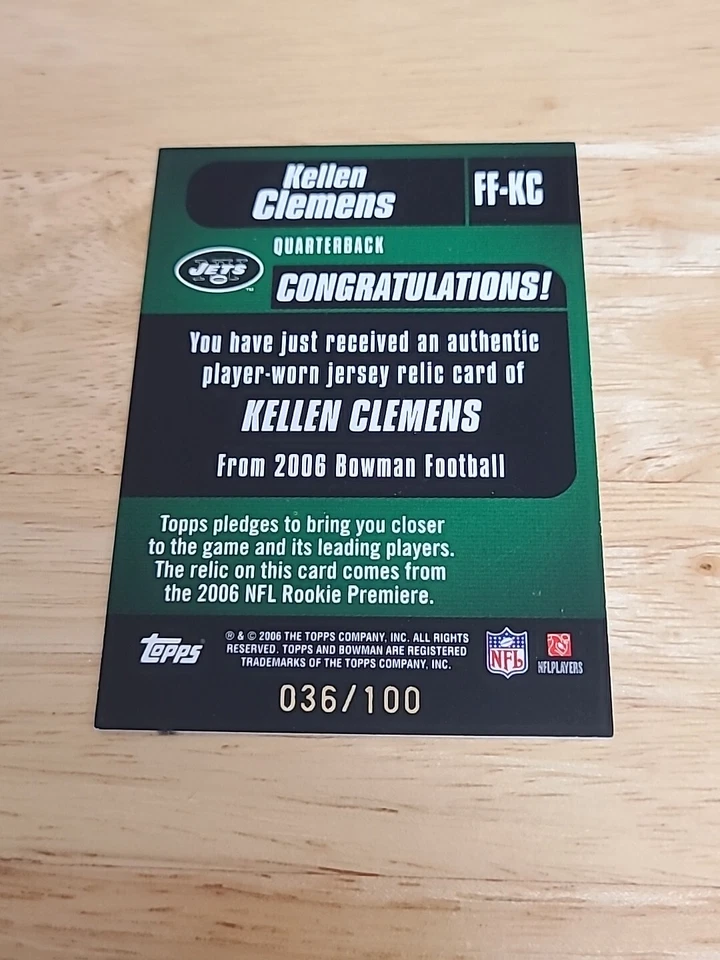 Kellen
Clemens
FF-KC
QUARTERBACK
NY
JETS
TM
CONGRATULATIONS!
You have just received an authentic
player-worn jersey relic card of
KELLEN CLEMENS
From 2006 Bowman Football
Topps pledges to bring you closer
to the game and its leading players.
The relic on this card comes from
the 2006 NFL Rookie Premiere.
topps
® & © 2006 THE TOPPS COMPANY, INC. ALL RIGHTS
RESERVED. TOPPS AND BOWMAN ARE REGISTERED
TRADEMARKS OF THE TOPPS COMPANY, INC.
NFL
NFLPLAYERS
036/100